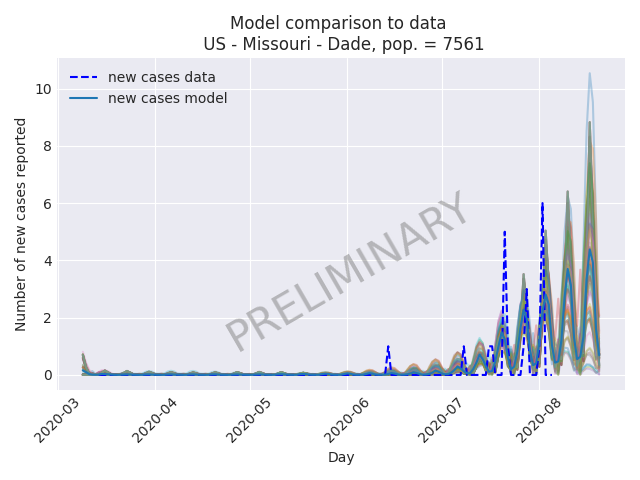 Model comparison to data
US - Missouri - Dade, pop. = 7561
new cases data
new cases model
Number of new cases reported
10
8
6
4
2
0
PRELIMINARY
2020-03
2020-04
2020-05
2020-06
2020-07
2020-08
Day